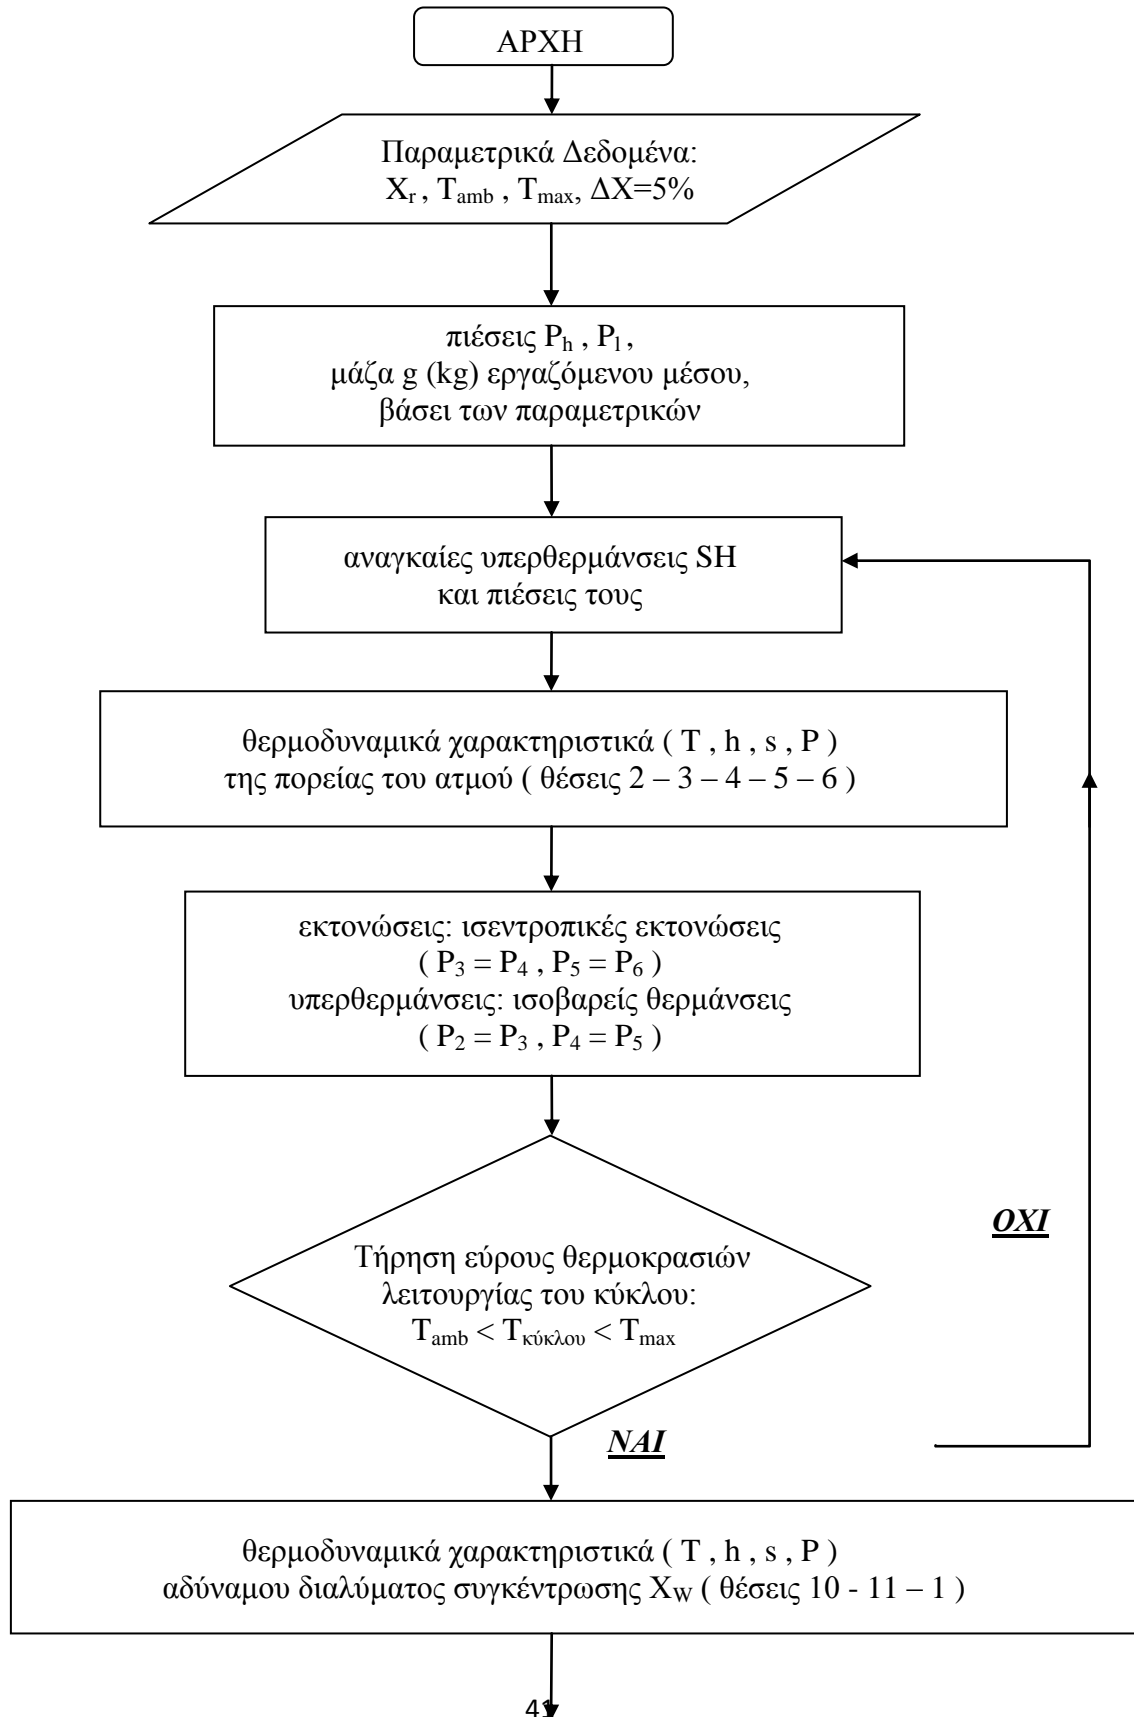 ΑΡΧΗ
Παραμετρικά Δεδομένα:
Xr , Tamb , Tmax, ΔX=5%
πιέσεις Ph , Pl ,
μάζα g (kg) εργαζόμενου μέσου,
βάσει των παραμετρικών
αναγκαίες υπερθερμάνσεις SH
και πιέσεις τους
θερμοδυναμικά χαρακτηριστικά ( T , h , s , P )
της πορείας του ατμού ( θέσεις 2 – 3 – 4 – 5 – 6 )
εκτονώσεις: ισεντροπικές εκτονώσεις
( P3 = P4 , P5 = P6 )
υπερθερμάνσεις: ισοβαρείς θερμάνσεις
( P2 = P3 , P4 = P5 )
ΟΧΙ
Τήρηση εύρους θερμοκρασιών
λειτουργίας του κύκλου:
Tamb < Tκύκλου < Tmax
ΝΑΙ
θερμοδυναμικά χαρακτηριστικά ( T , h , s , P )
αδύναμου διαλύματος συγκέντρωσης XW ( θέσεις 10 - 11 – 1 )
41